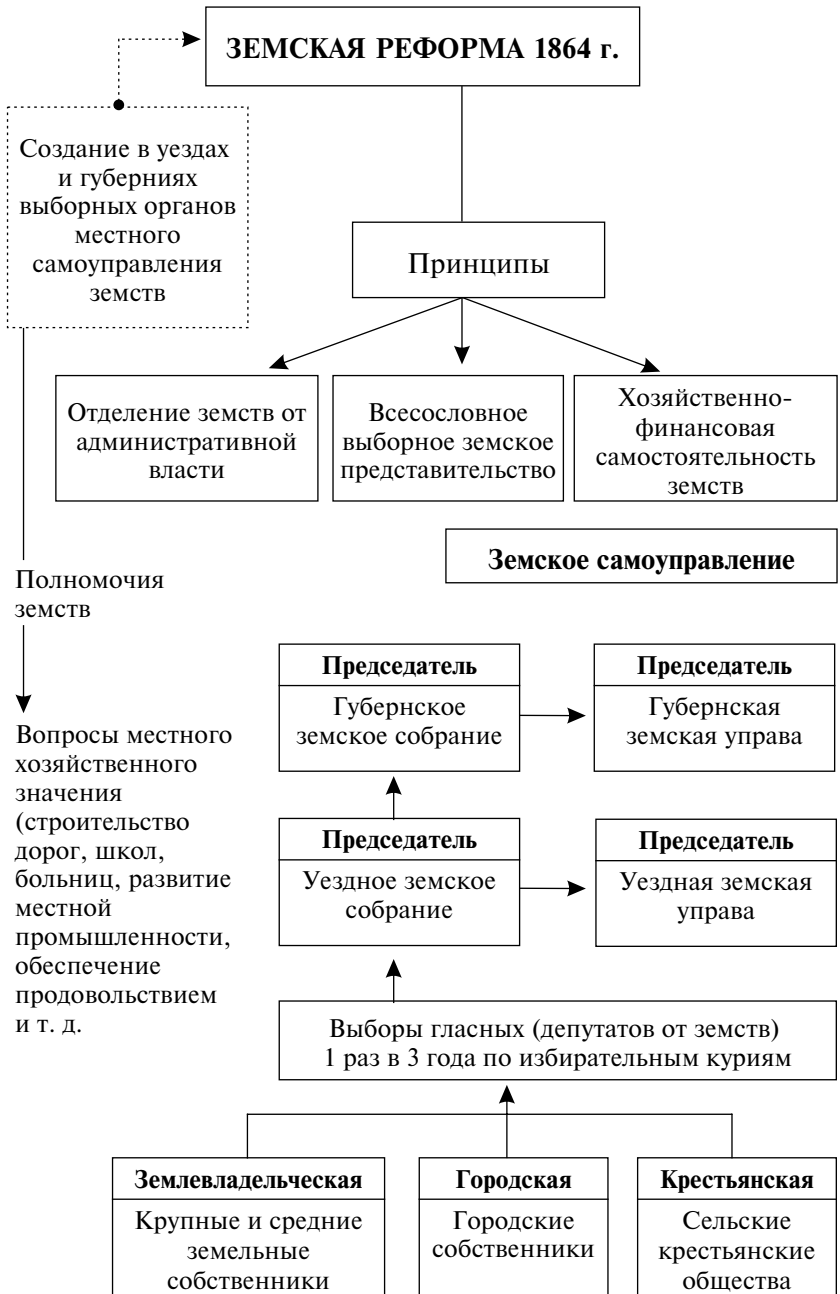 ЗЕМСКАЯ РЕФОРМА 1864 г.
Создание в уездах
и губерниях
выборных органов
местного
самоуправления
земств
Принципы
Отделение земств от
административной
власти
Всесословное
выборное земское
представительство
Хозяйственно-
финансовая
самостоятельность
земств
Земское самоуправление
Полномочия
земств
Вопросы местного
хозяйственного
значения
(строительство
дорог, школ,
больниц, развитие
местной
промышленности,
обеспечение
продовольствием
и т. д.
Председатель
Губернское
земское собрание
Председатель
Губернская
земская управа
Председатель
Уездное земское
собрание
Председатель
Уездная земская
управа
Выборы гласных (депутатов от земств)
1 раз в 3 года по избирательным куриям
Землевладельческая
Крупные и средние
земельные
собственники
Городская
Городские
собственники
Крестьянская
Сельские
крестьянские
общества